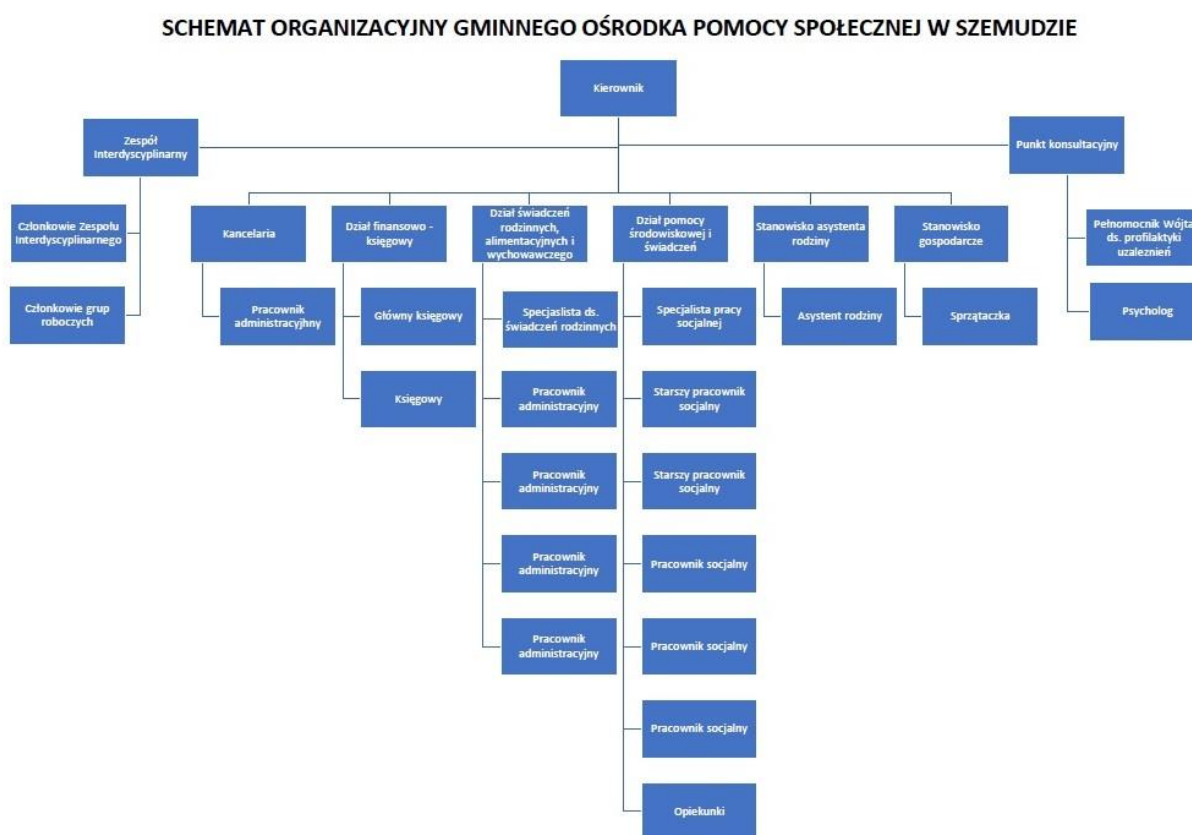 SCHEMAT ORGANIZACYJNY GMINNEGO OŚRODKA POMOCY SPOŁECZNEJ W SZEMUDZIE
Kierownik
Zespół
Interdyscyplinarny
Punkt konsultacyjny
Członkowie Zespołu
Interdyscyplinarnego
Członkowie grup
roboczych
Kancelaria
Pracownik
administracyjhny
Dział finansowo -
księgowy
Główny księgowy
Księgowy
Dział świadczeń
rodzinnych,
alimentacyjnych i
wychowawczego
Specjaslista ds.
świadczeń rodzinnych
Pracownik
administracyjny
Pracownik
administracyjny
Pracownik
administracyjny
Pracownik
administracyjny
Dział pomocy
środowiskowej i
świadczeń
Specjalista pracy
socjalnej
Starszy pracownik
socjalny
Starszy pracownik
socjalny
Pracownik socjalny
Pracownik socjalny
Pracownik socjalny
Opiekunki
Stanowisko asystenta
rodziny
Asystent rodziny
Stanowisko
gospodarcze
Sprzątaczka
Pełnomocnik Wójta
ds. profilaktyki
uzaleznień
Psycholog